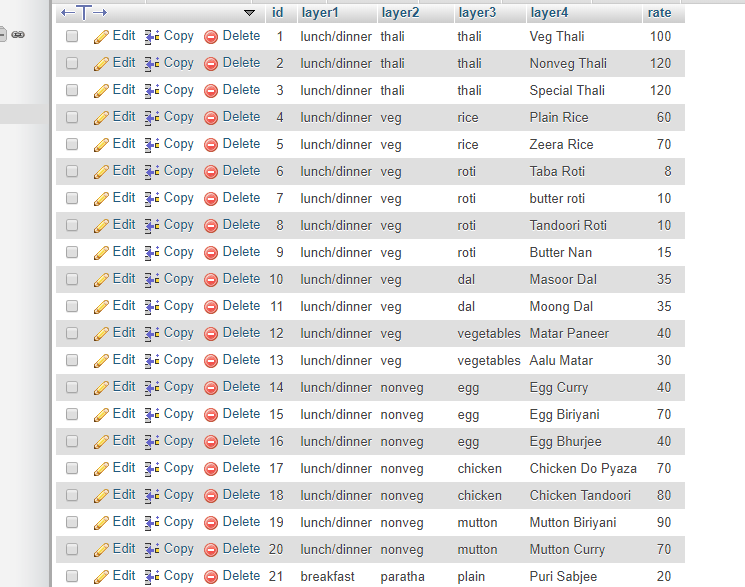 id layer1 layer2 layer3 layer4 rate
Edit Copy Delete 1 lunch/dinner thali thali Veg Thali 100
Edit Copy Delete 2 lunch/dinner thali thali Nonveg Thali 120
Edit Copy Delete 3 lunch/dinner thali thali Special Thali 120
Edit Copy Delete 4 lunch/dinner veg rice Plain Rice 60
Edit Copy Delete 5 lunch/dinner veg rice Zeera Rice 70
Edit Copy Delete 6 lunch/dinner veg roti Taba Roti 8
Edit Copy Delete 7 lunch/dinner veg roti butter roti 10
Edit Copy Delete 8 lunch/dinner veg roti Tandoori Roti 10
Edit Copy Delete 9 lunch/dinner veg roti Butter Nan 15
Edit Copy Delete 10 lunch/dinner veg dal Masoor Dal 35
Edit Copy Delete 11 lunch/dinner veg dal Moong Dal 35
Edit Copy Delete 12 lunch/dinner veg vegetables Matar Paneer 40
Edit Copy Delete 13 lunch/dinner veg vegetables Aalu Matar 30
Edit Copy Delete 14 lunch/dinner nonveg egg Egg Curry 40
Edit Copy Delete 15 lunch/dinner nonveg egg Egg Biriyani 70
Edit Copy Delete 16 lunch/dinner nonveg egg Egg Bhurjee 40
Edit Copy Delete 17 lunch/dinner nonveg chicken Chicken Do Pyaza 70
Edit Copy Delete 18 lunch/dinner nonveg chicken Chicken Tandoori 80
Edit Copy Delete 19 lunch/dinner nonveg mutton Mutton Biriyani 90
Edit Copy Delete 20 lunch/dinner nonveg mutton Mutton Curry 70
Edit Copy Delete 21 breakfast paratha plain Puri Sabjee 20